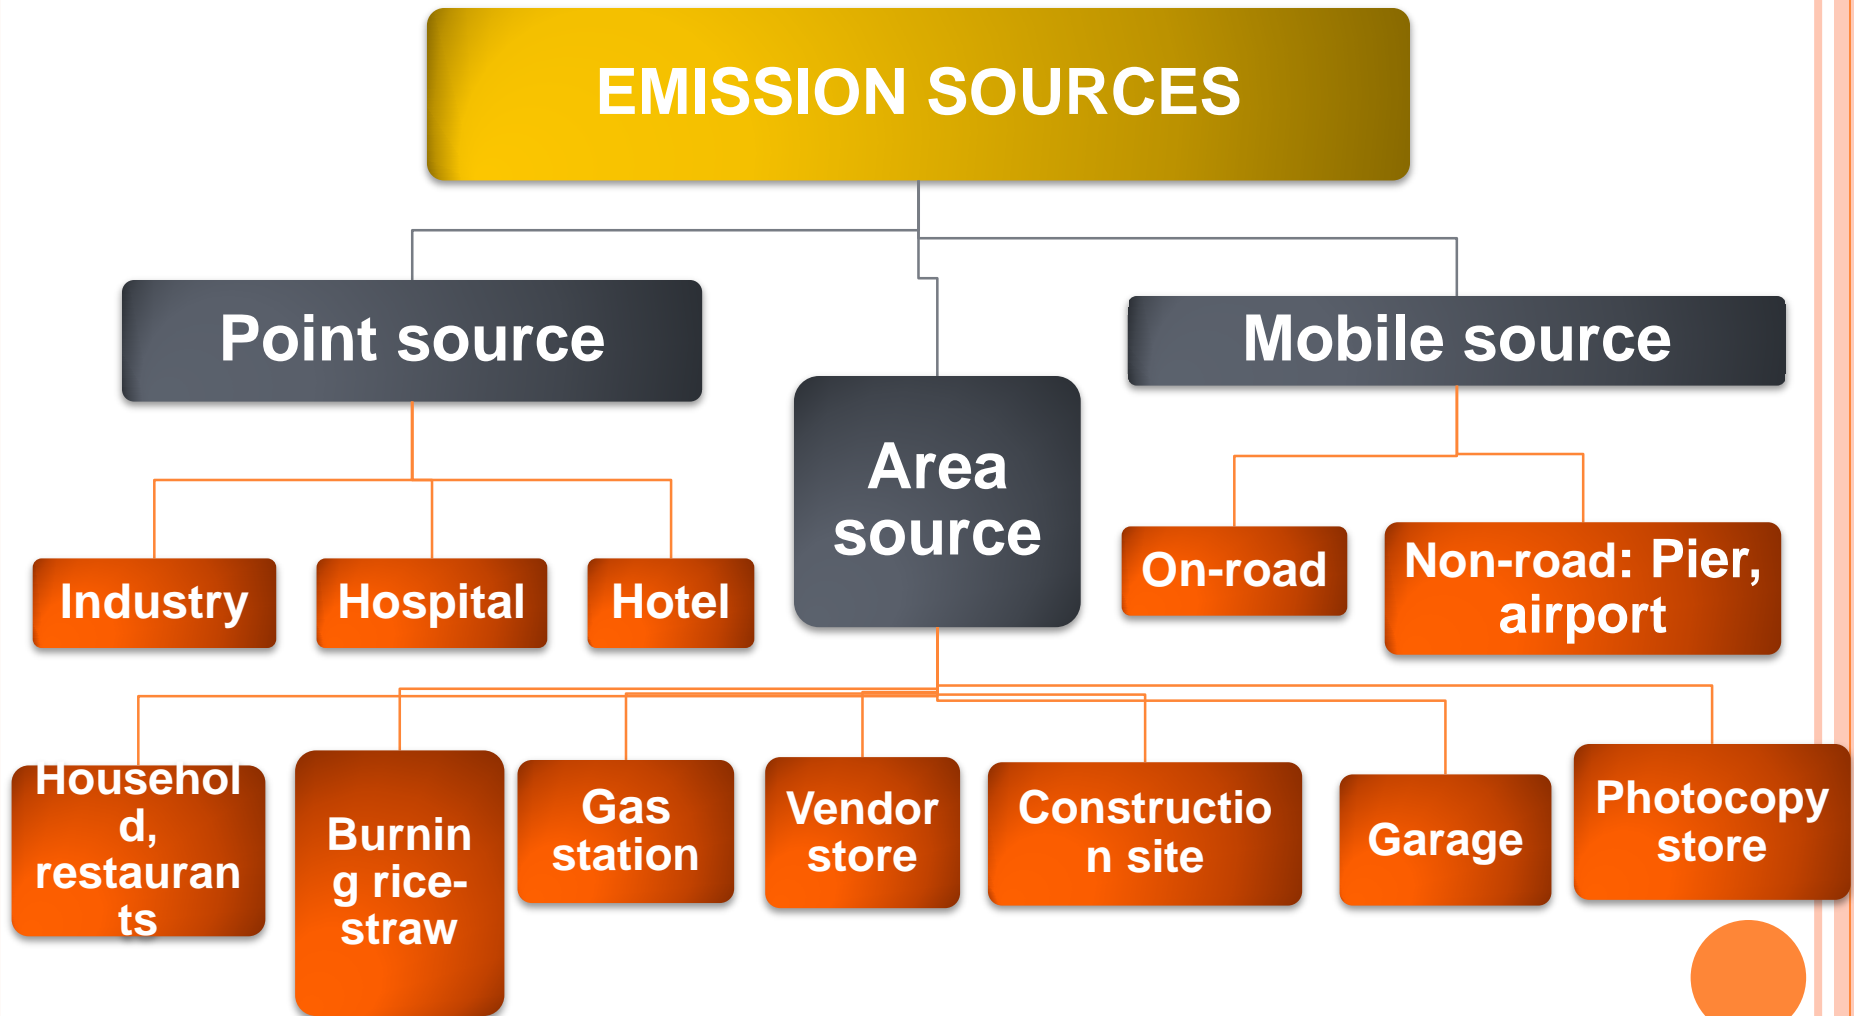 EMISSION SOURCES
Point source
Mobile source
Area
source
Industry
Hospital
Hotel
On-road
Non-road: Pier,
airport
Househol
d,
restauran
ts
Burnin
g rice-
straw
Gas
station
Vendor
store
Constructio
n site
Garage
Photocopy
store